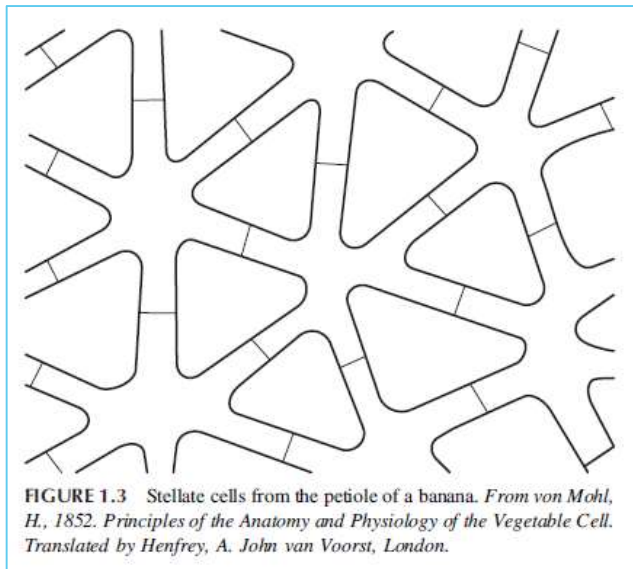 FIGURE 1.3 Stellate cells from the petiole of a banana. From von Mohl,
H., 1852. Principles of the Anatomy and Physiology of the Vegetable Cell.
Translated by Henfrey, A. John van Voorst, London.